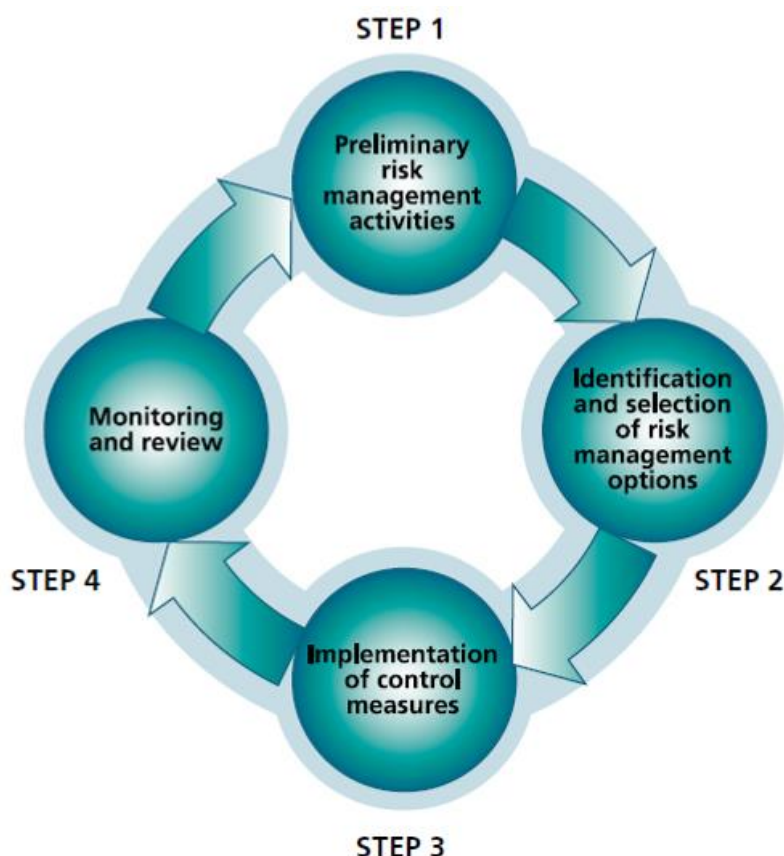 STEP 1
Preliminary
risk
management
activities
Identification
and selection
of risk
management
options
STEP 2
Implementation
of control
measures
STEP 3
Monitoring
and review
STEP 4